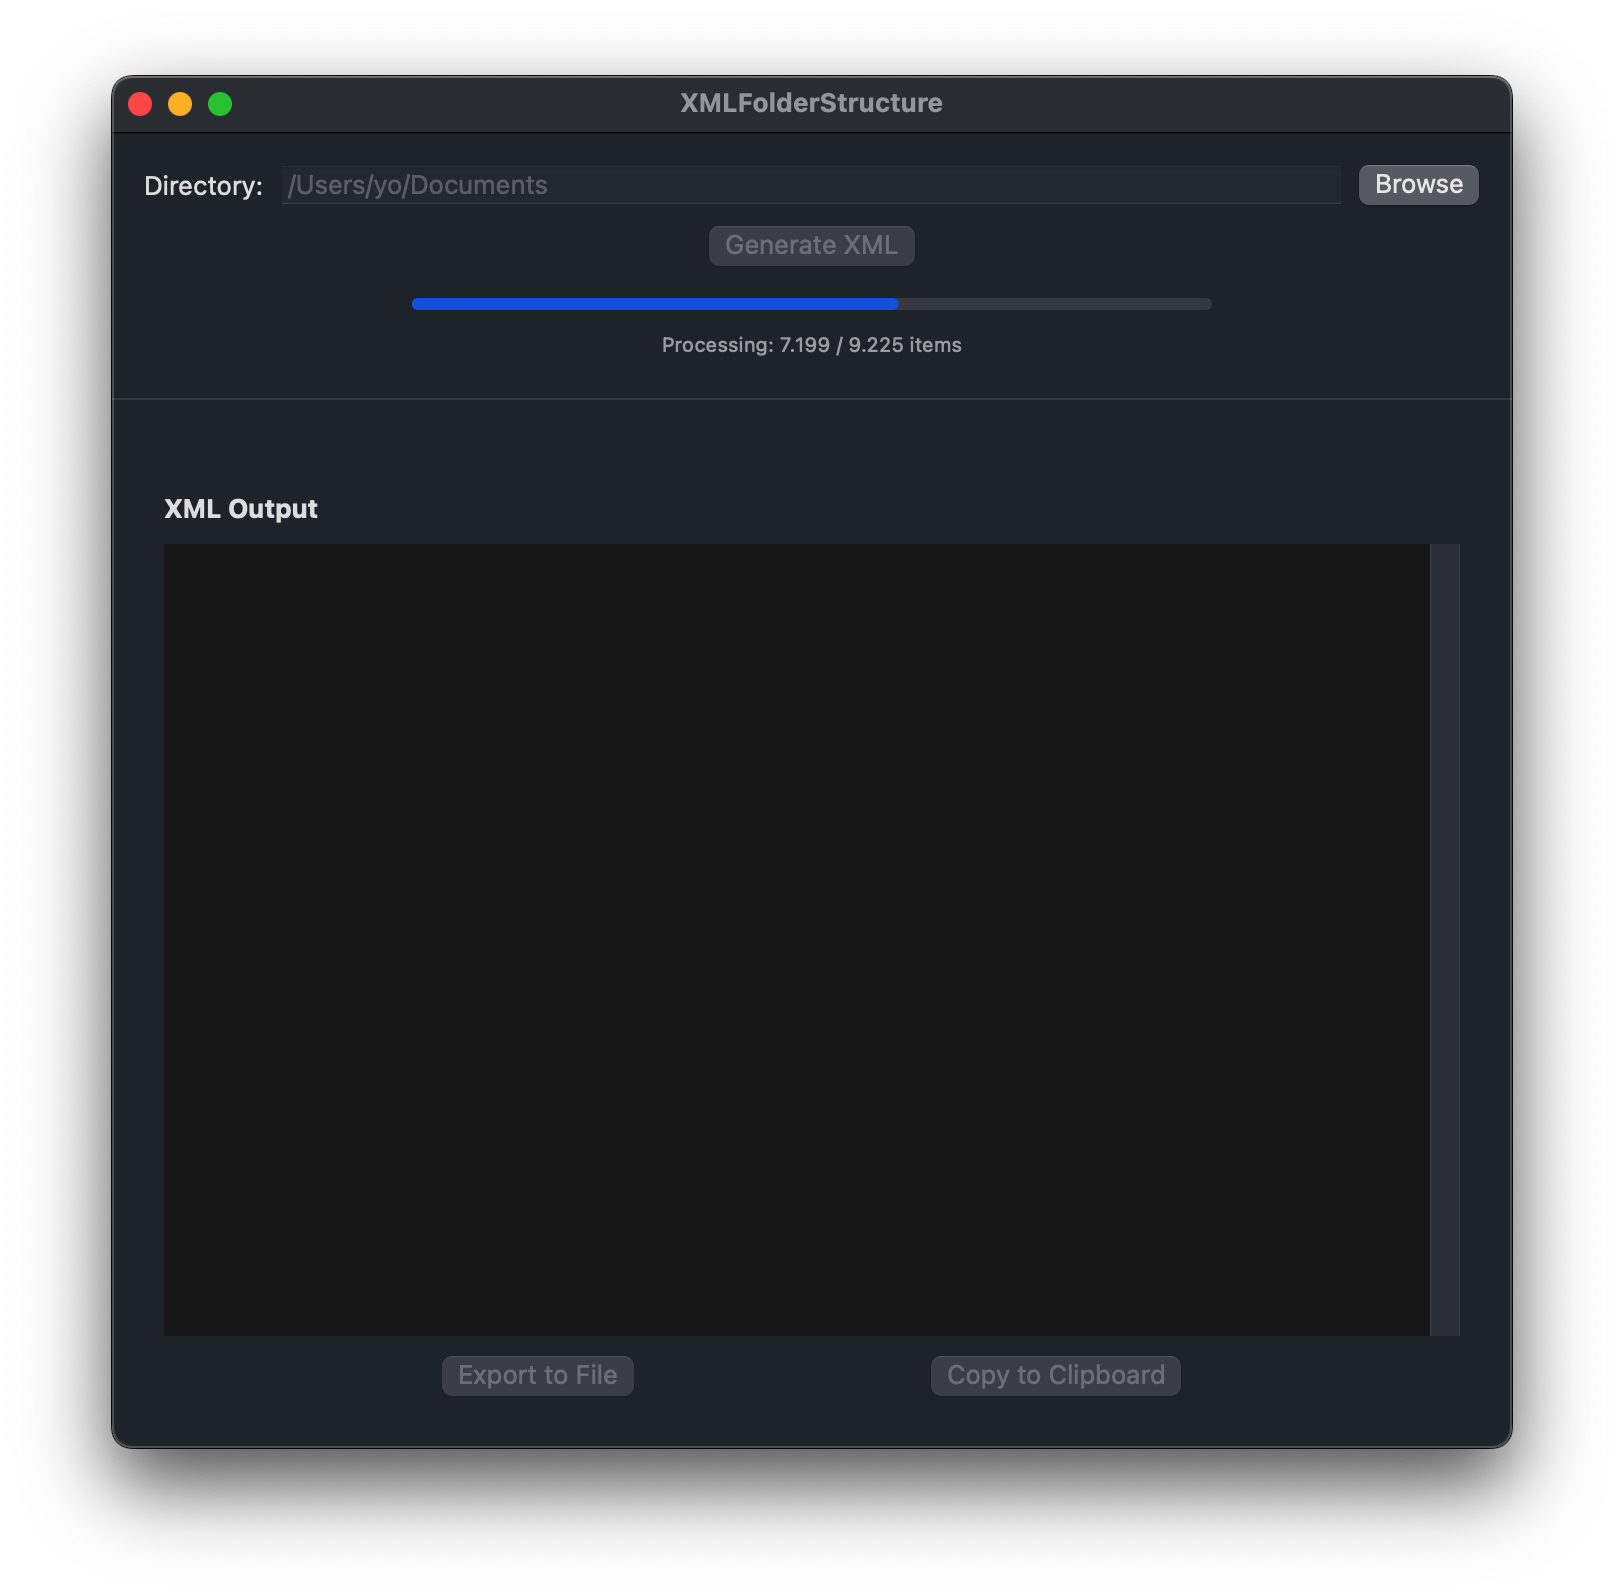 XMLFolderStructure
Directory: /Users/yo/Documents Browse
Generate XML
Processing: 7.199 / 9.225 items
XML Output
Export to File Copy to Clipboard